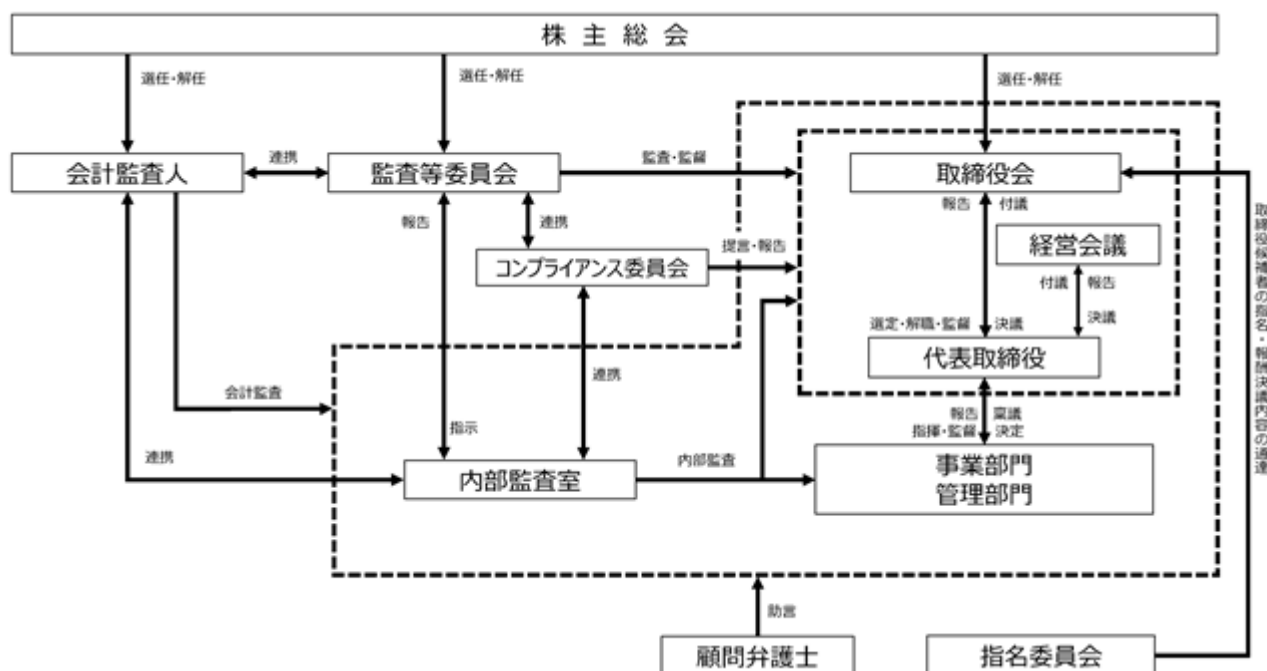 株主総会
選任・解任
選任・解任
選任・解任
会計監査人
連携
監査等委員会
監査・監督
取締役会
報告
連携
報告 付議
経営会議
コンプライアンス委員会
提言・報告
付議 報告
選定・解職・監督 決議
決議
代表取締役
連携
会計監査
報告 稟議
指揮・監督 決定
指示
連携
内部監査室
内部監査
事業部門
管理部門
取締役候補者の指名・報酬決議内容の通達
助言
顧問弁護士
指名委員会